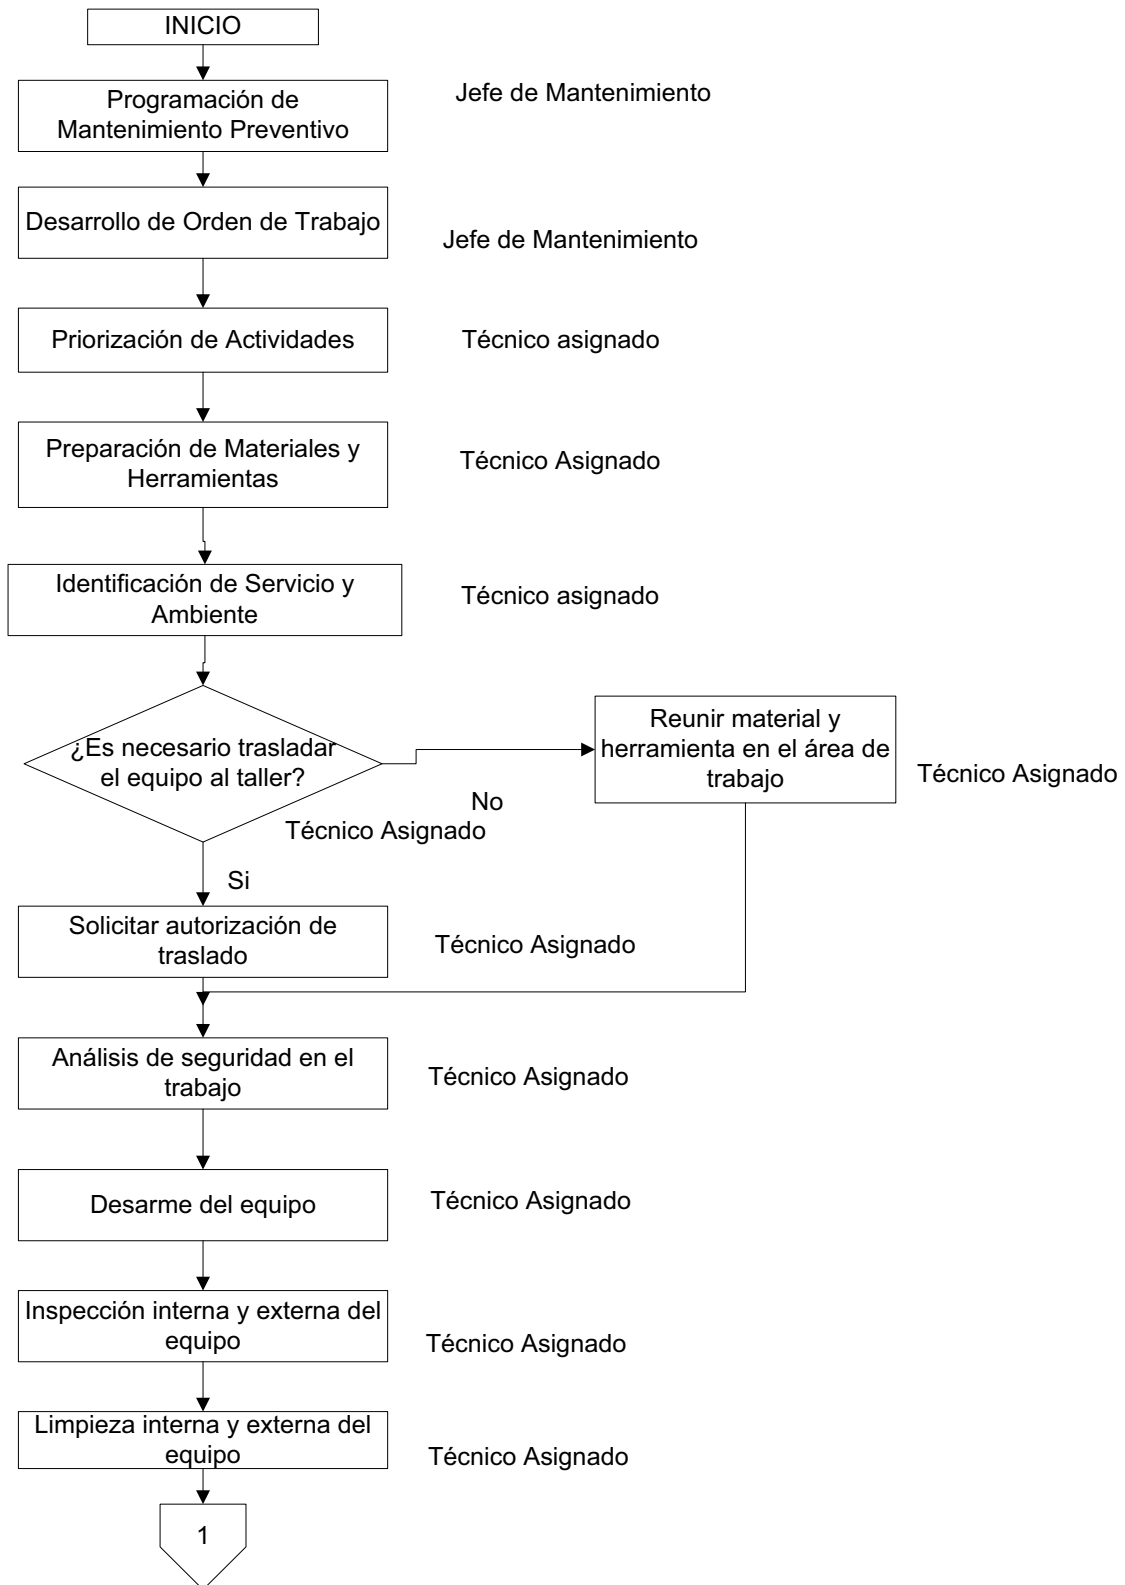 INICIO
Programación de
Mantenimiento Preventivo
Jefe de Mantenimiento
Desarrollo de Orden de Trabajo
Jefe de Mantenimiento
Priorización de Actividades
Técnico asignado
Preparación de Materiales y
Herramientas
Técnico Asignado
Identificación de Servicio y
Ambiente
Técnico asignado
¿Es necesario trasladar
el equipo al taller?
Técnico Asignado
No
Reunir material y
herramienta en el área de
trabajo
Técnico Asignado
Si
Solicitar autorización de
traslado
Técnico Asignado
Análisis de seguridad en el
trabajo
Técnico Asignado
Desarme del equipo
Técnico Asignado
Inspección interna y externa del
equipo
Técnico Asignado
Limpieza interna y externa del
equipo
Técnico Asignado
1